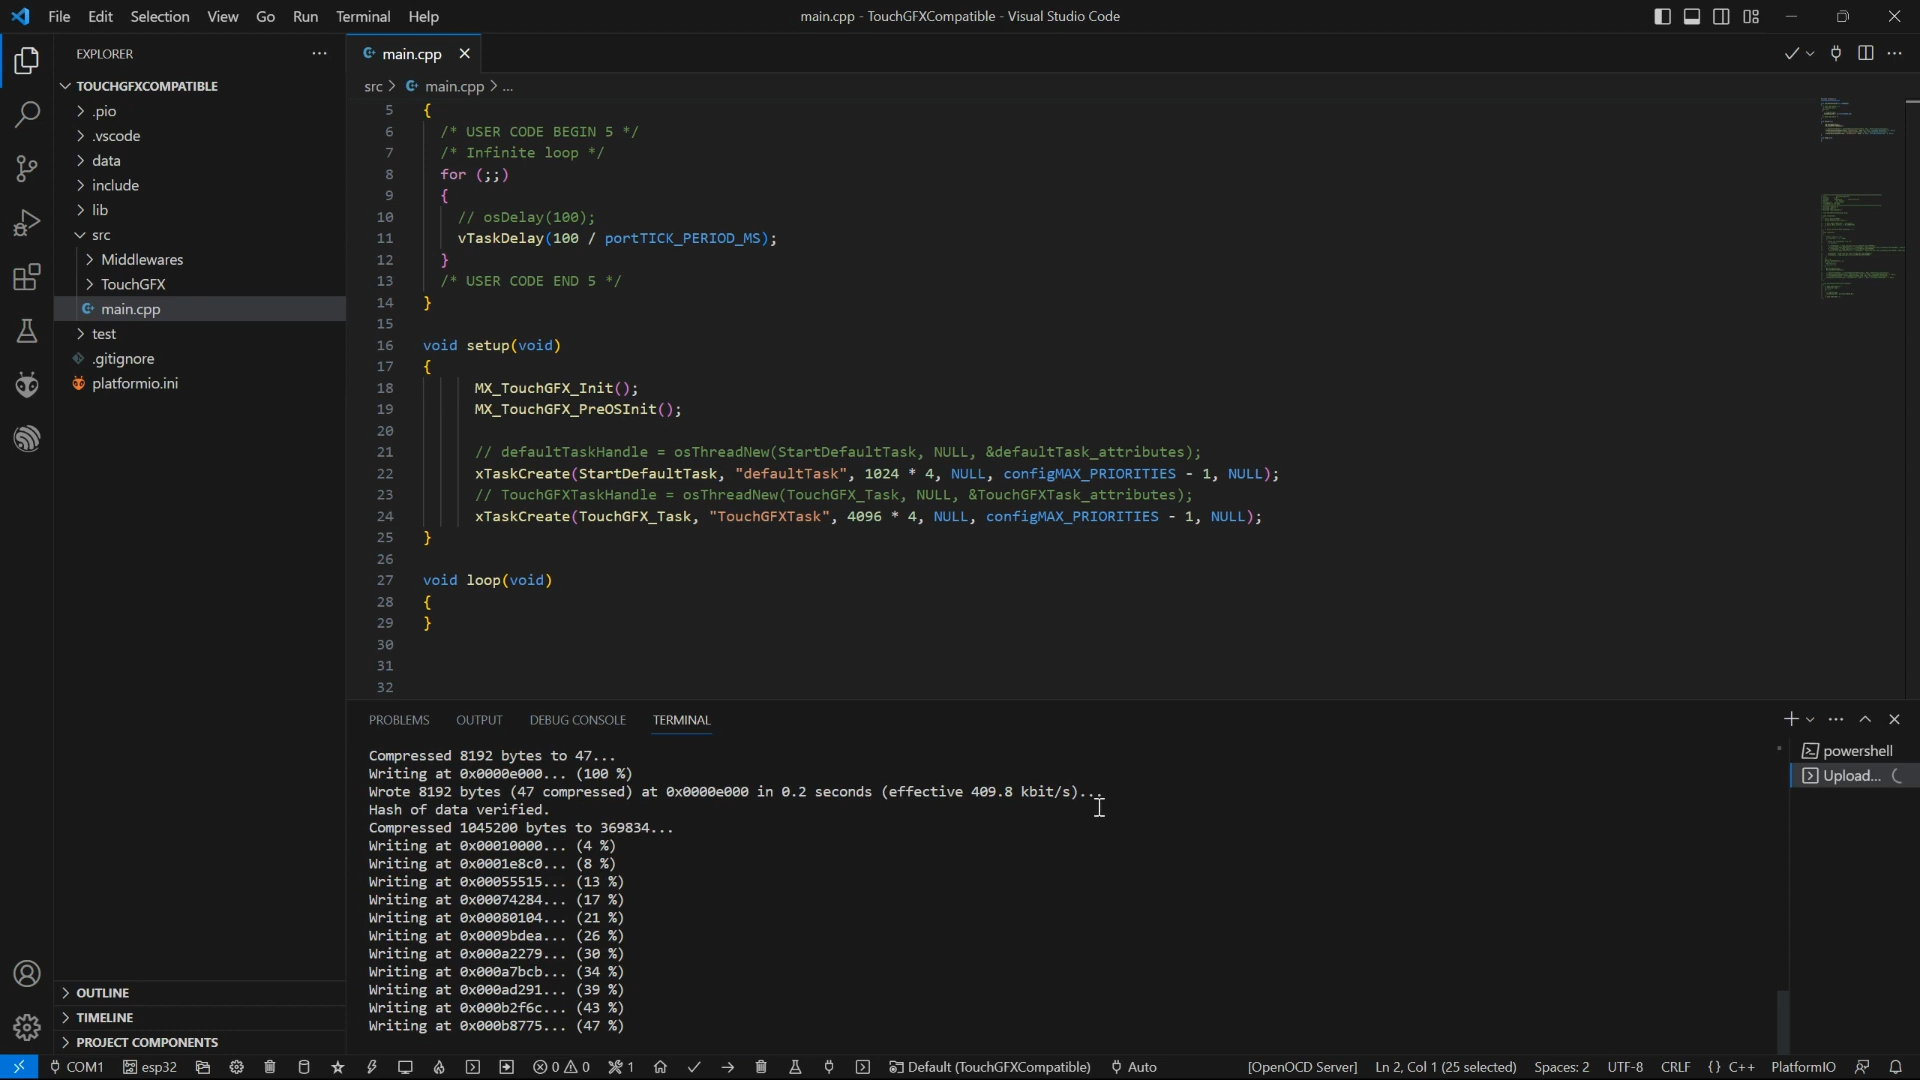 File Edit Selection View Go Run Terminal Help
main.cpp - TouchGFXCompatible - Visual Studio Code
EXPLORER
TOUCHGFXCOMPATIBLE
.pio
.vscode
data
include
lib
src
Middlewares
TouchGFX
main.cpp
test
.gitignore
platformio.ini
OUTLINE
TIMELINE
PROJECT COMPONENTS
main.cpp
src > main.cpp > ...
5 {
6 /* USER CODE BEGIN 5 */
7 /* Infinite loop */
8 for (;;)
9 {
10 // osDelay(100);
11 vTaskDelay(100 / portTICK_PERIOD_MS);
12 }
13 /* USER CODE END 5 */
14 }
15
16 void setup(void)
17 {
18 MX_TouchGFX_Init();
19 MX_TouchGFX_PreOSInit();
20
21 // defaultTaskHandle = osThreadNew(StartDefaultTask, NULL, &defaultTask_attributes);
22 xTaskCreate(StartDefaultTask, "defaultTask", 1024 * 4, NULL, configMAX_PRIORITIES - 1, NULL);
23 // TouchGFXTaskHandle = osThreadNew(TouchGFX_Task, NULL, &TouchGFXTask_attributes);
24 xTaskCreate(TouchGFX_Task, "TouchGFXTask", 4096 * 4, NULL, configMAX_PRIORITIES - 1, NULL);
25 }
26
27 void loop(void)
28 {
29 }
30
31
32
PROBLEMS OUTPUT DEBUG CONSOLE TERMINAL
Compressed 8192 bytes to 47...
Writing at 0x0000e000... (100 %)
Wrote 8192 bytes (47 compressed) at 0x0000e000 in 0.2 seconds (effective 409.8 kbit/s)...
Hash of data verified.
Compressed 1045200 bytes to 369834...
Writing at 0x00010000... (4 %)
Writing at 0x0001e8c0... (8 %)
Writing at 0x00055515... (13 %)
Writing at 0x00074284... (17 %)
Writing at 0x00080104... (21 %)
Writing at 0x0009bdea... (26 %)
Writing at 0x000a2279... (30 %)
Writing at 0x000a7bcb... (34 %)
Writing at 0x000ad291... (39 %)
Writing at 0x000b2f6c... (43 %)
Writing at 0x000b8775... (47 %)
powershell
Upload...
COM1 esp32 0 0 1 Default (TouchGFXCompatible) Auto [OpenOCD Server] Ln 2, Col 1 (25 selected) Spaces: 2 UTF-8 CRLF {} C++ PlatformIO